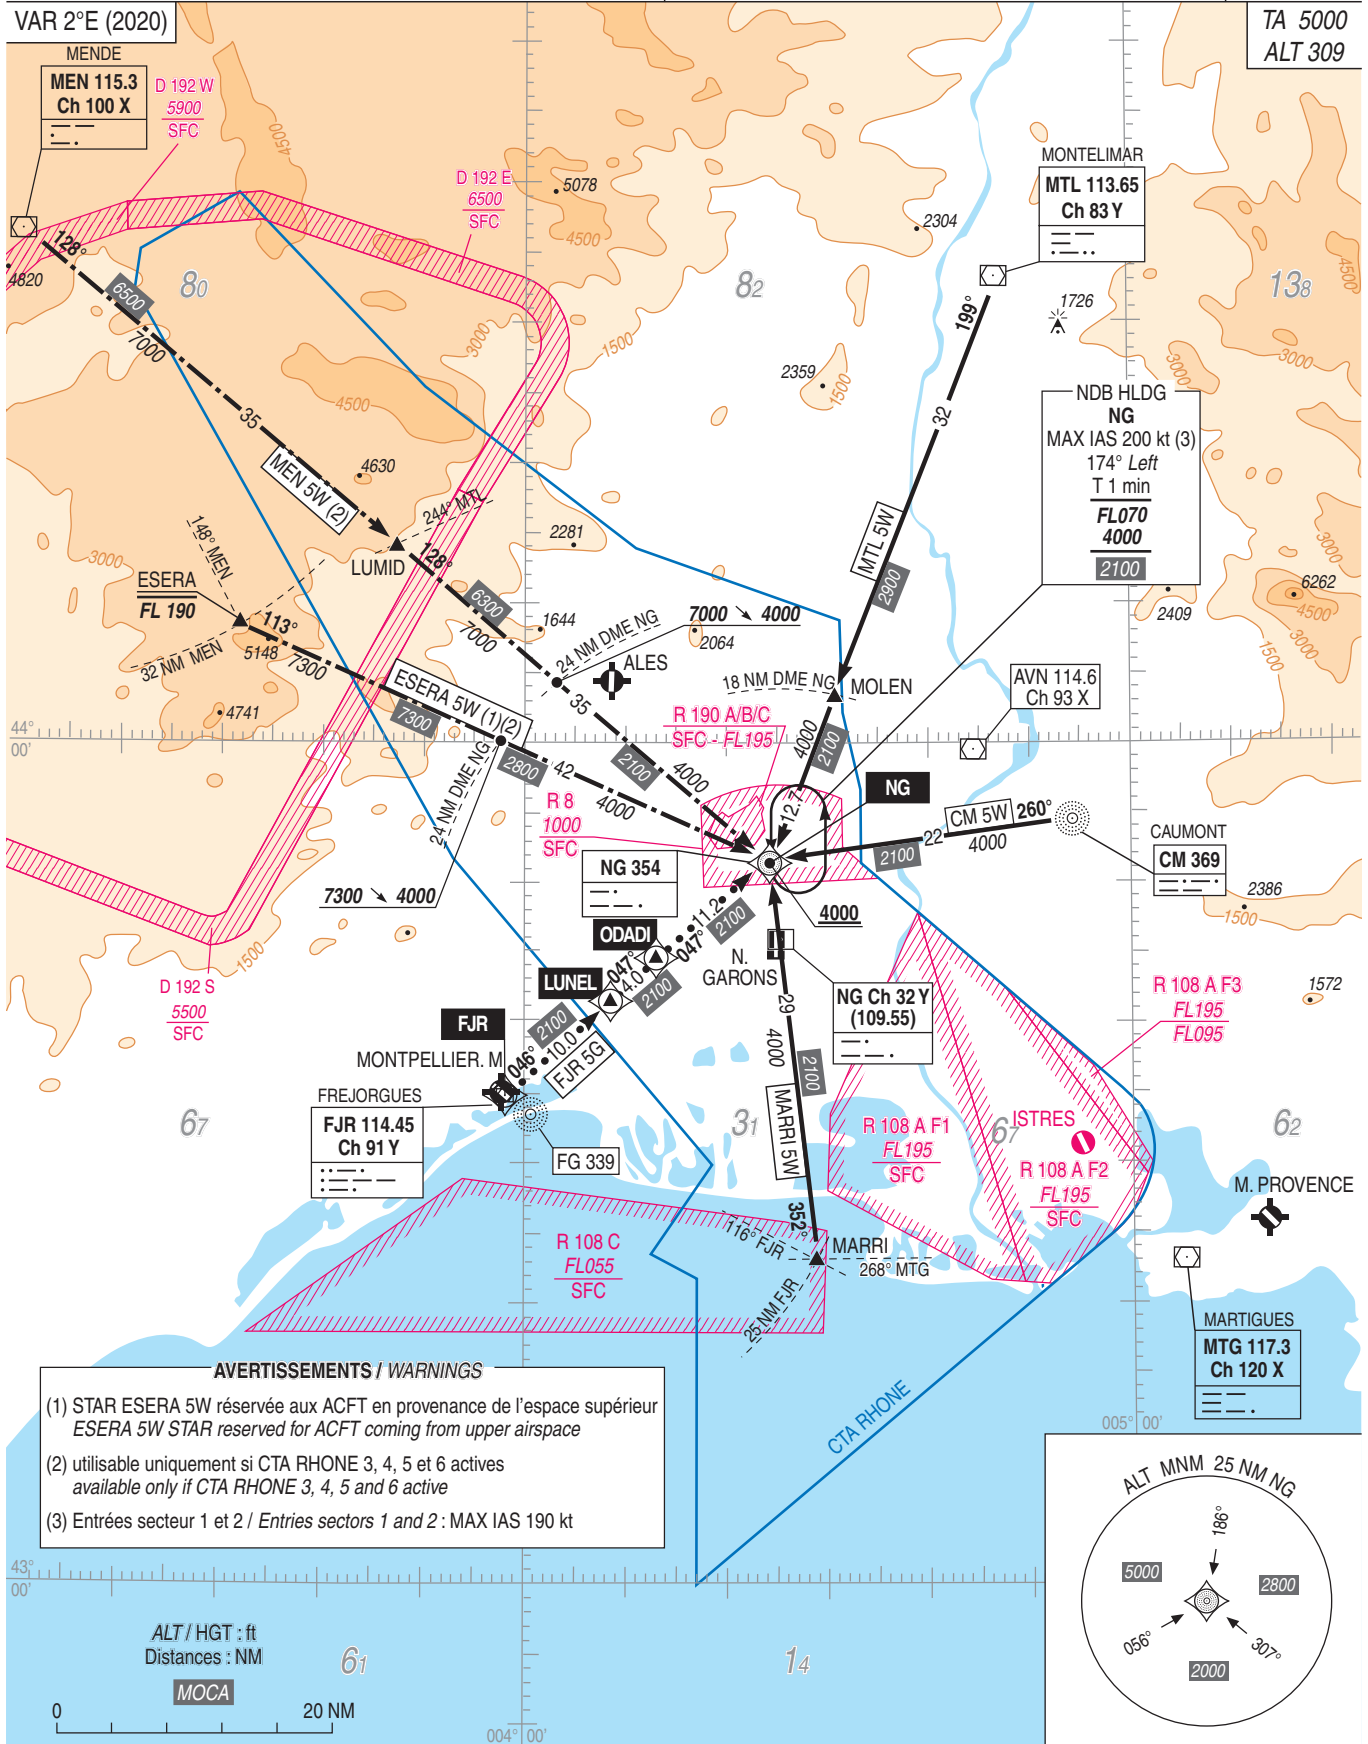 VAR 2°E (2020)
TA 5000
ALT 309
MENDE
MEN 115.3
Ch 100 X
D 192 W
5900
SFC
4500
D 192 E
6500
SFC
5078
4500
2304
MONTELIMAR
MTL 113.65
Ch 83 Y
4820
128°
6500
7000
80
82
138
1726
199°
3000
1500
2359
1500
4500
3000
3000
35
4500
MEN 5W (2)
4630
32
NDB HLDG
NG
MAX IAS 200 kt (3)
174° Left
T 1 min
FL070
4000
2100
244° MTL
148° MEN
3000
LUMID
128°
2281
MTL 5W
2900
ESERA
FL 190
113°
5148
7300
32 NM MEN
6300
7000
1644
7000 ↘ 4000
2064
24 NM DME NG
ALES
6262
4500
3000
3000
1500
2409
4741
ESERA 5W (1)(2)
7300
35
18 NM DME NG
MOLEN
AVN 114.6
Ch 93 X
44°
00'
R 190 A/B/C
SFC - FL195
4000
2100
24 NM DME NG
2800
42
4000
2100
4000
12.7
NG
R 8
1000
SFC
CM 5W
260°
22
2100
4000
CAUMONT
CM 369
2386
1500
NG 354
7300 ↘ 4000
11.2
2100
4000
1500
ODADI
047°
047°
4.0
2100
N.
GARONS
LUNEL
D 192 S
5500
SFC
NG Ch 32 Y
(109.55)
29
4000
R 108 A F3
FL195
FL095
1572
FJR
2100
046°
10.0
FJR 5G
MONTPELLIER. M
FREJORGUES
FJR 114.45
Ch 91 Y
FG 339
2100
MARRI 5W
67
31
67
62
R 108 A F1
FL195
SFC
ISTRES
R 108 A F2
FL195
SFC
M. PROVENCE
352°
116° FJR
MARRI
268° MTG
25 NM FJR
R 108 C
FL055
SFC
MARTIGUES
MTG 117.3
Ch 120 X
CTA RHONE
005° 00'
AVERTISSEMENTS / WARNINGS
(1) STAR ESERA 5W réservée aux ACFT en provenance de l'espace supérieur
ESERA 5W STAR reserved for ACFT coming from upper airspace
(2) utilisable uniquement si CTA RHONE 3, 4, 5 et 6 actives
available only if CTA RHONE 3, 4, 5 and 6 active
(3) Entrées secteur 1 et 2 / Entries sectors 1 and 2 : MAX IAS 190 kt
43°
00'
ALT MNM 25 NM NG
186°
5000
2800
056°
307°
2000
ALT / HGT : ft
Distances : NM
MOCA
61
14
0
20 NM
004° 00'